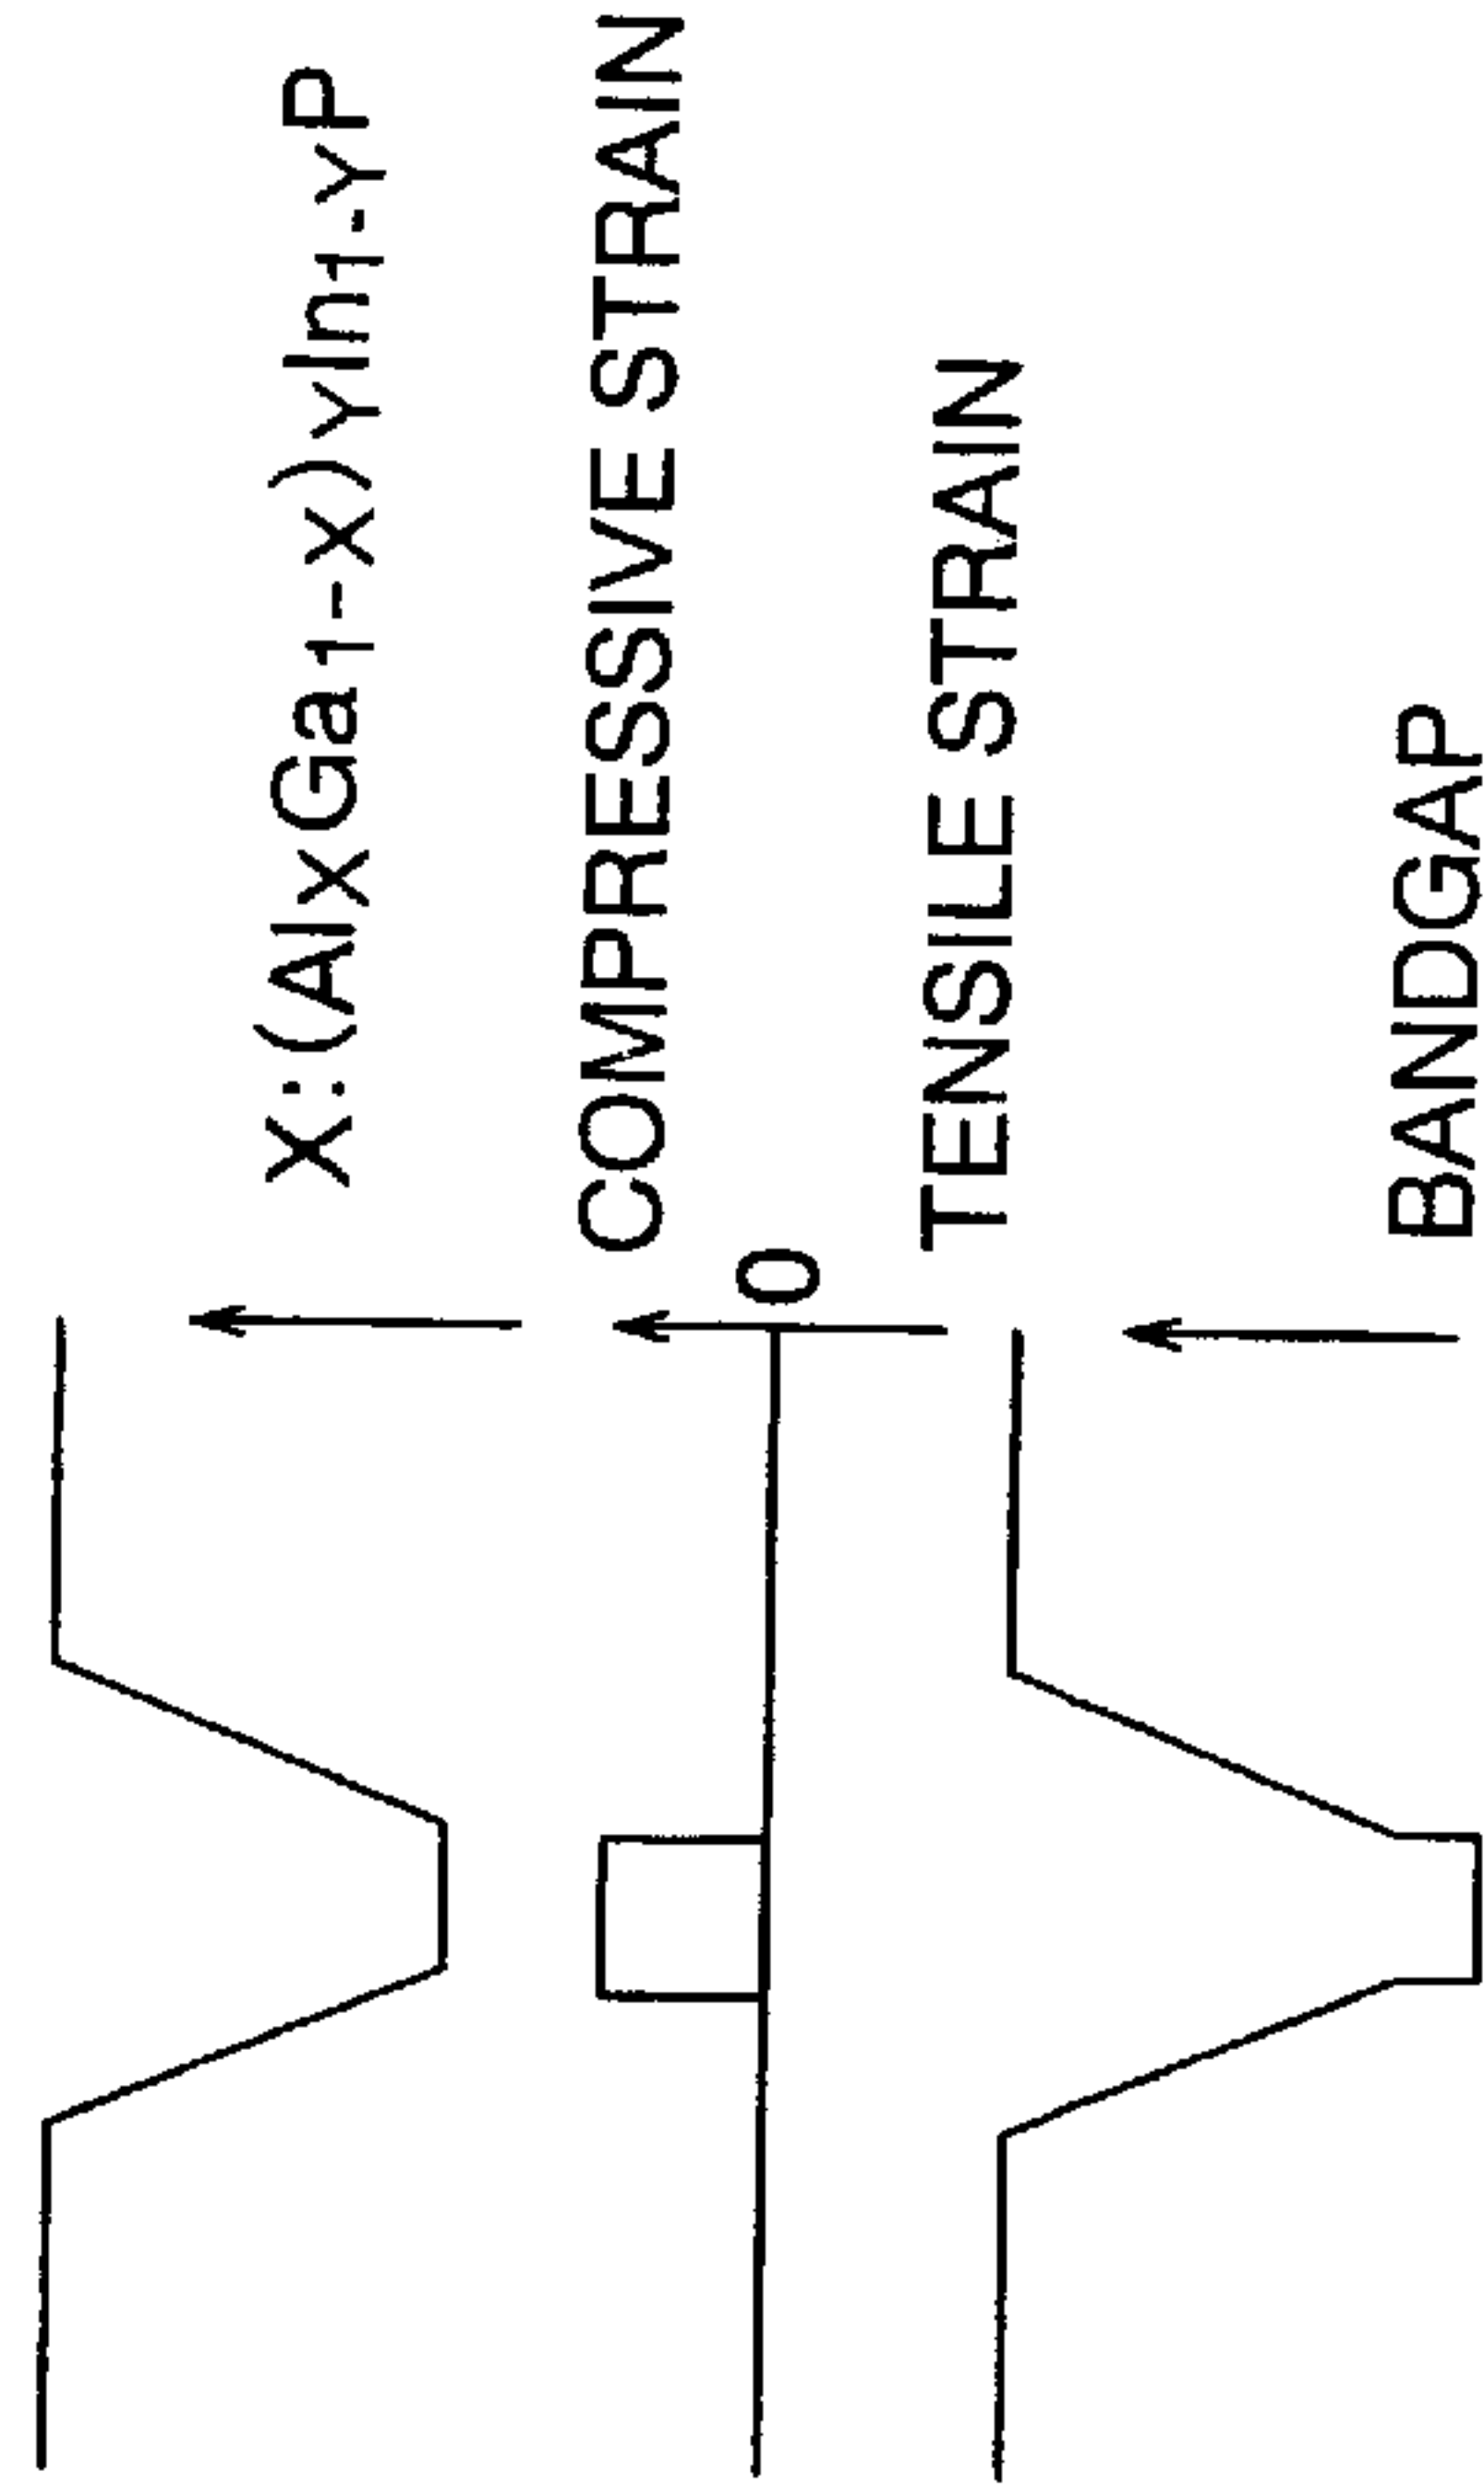 X:(AlxGa1-x)YIn1-YP
COMPRESSIVE STRAIN
0
TENSILE STRAIN
BANDGAP